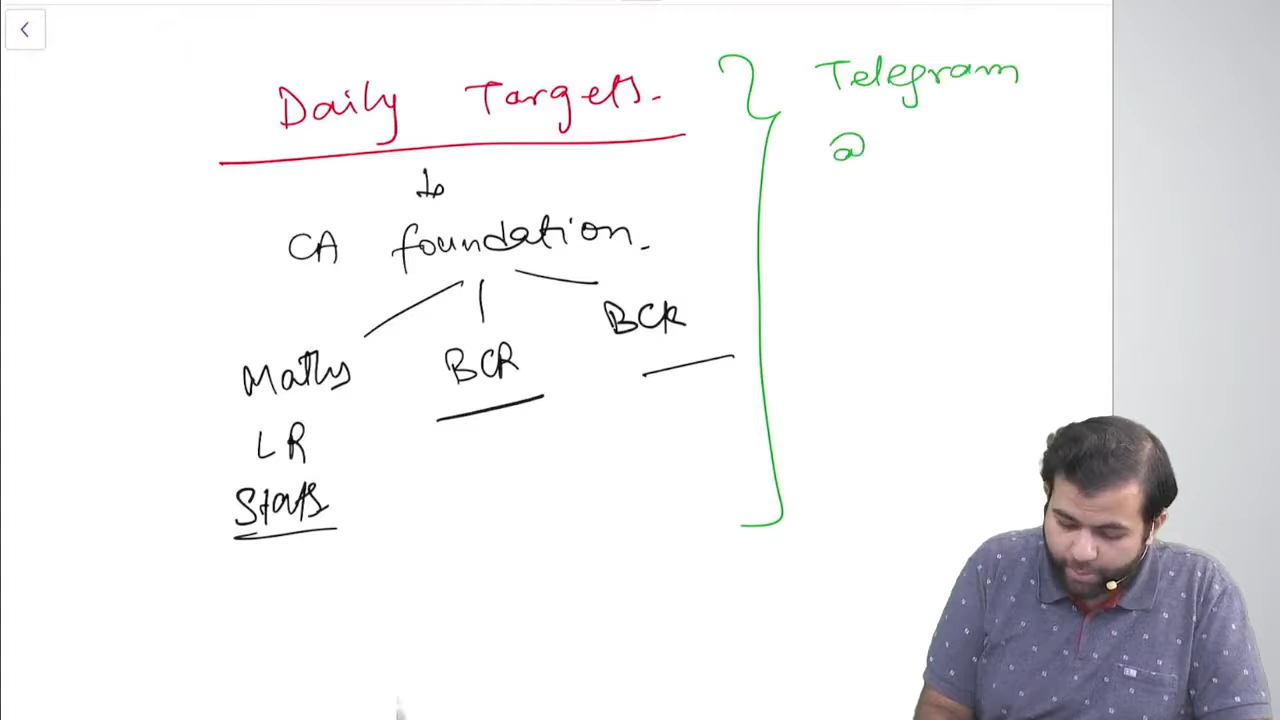 Daily Targets.
to
CA foundation.
Maths BCR BCR
LR
Stats
Telegram
@